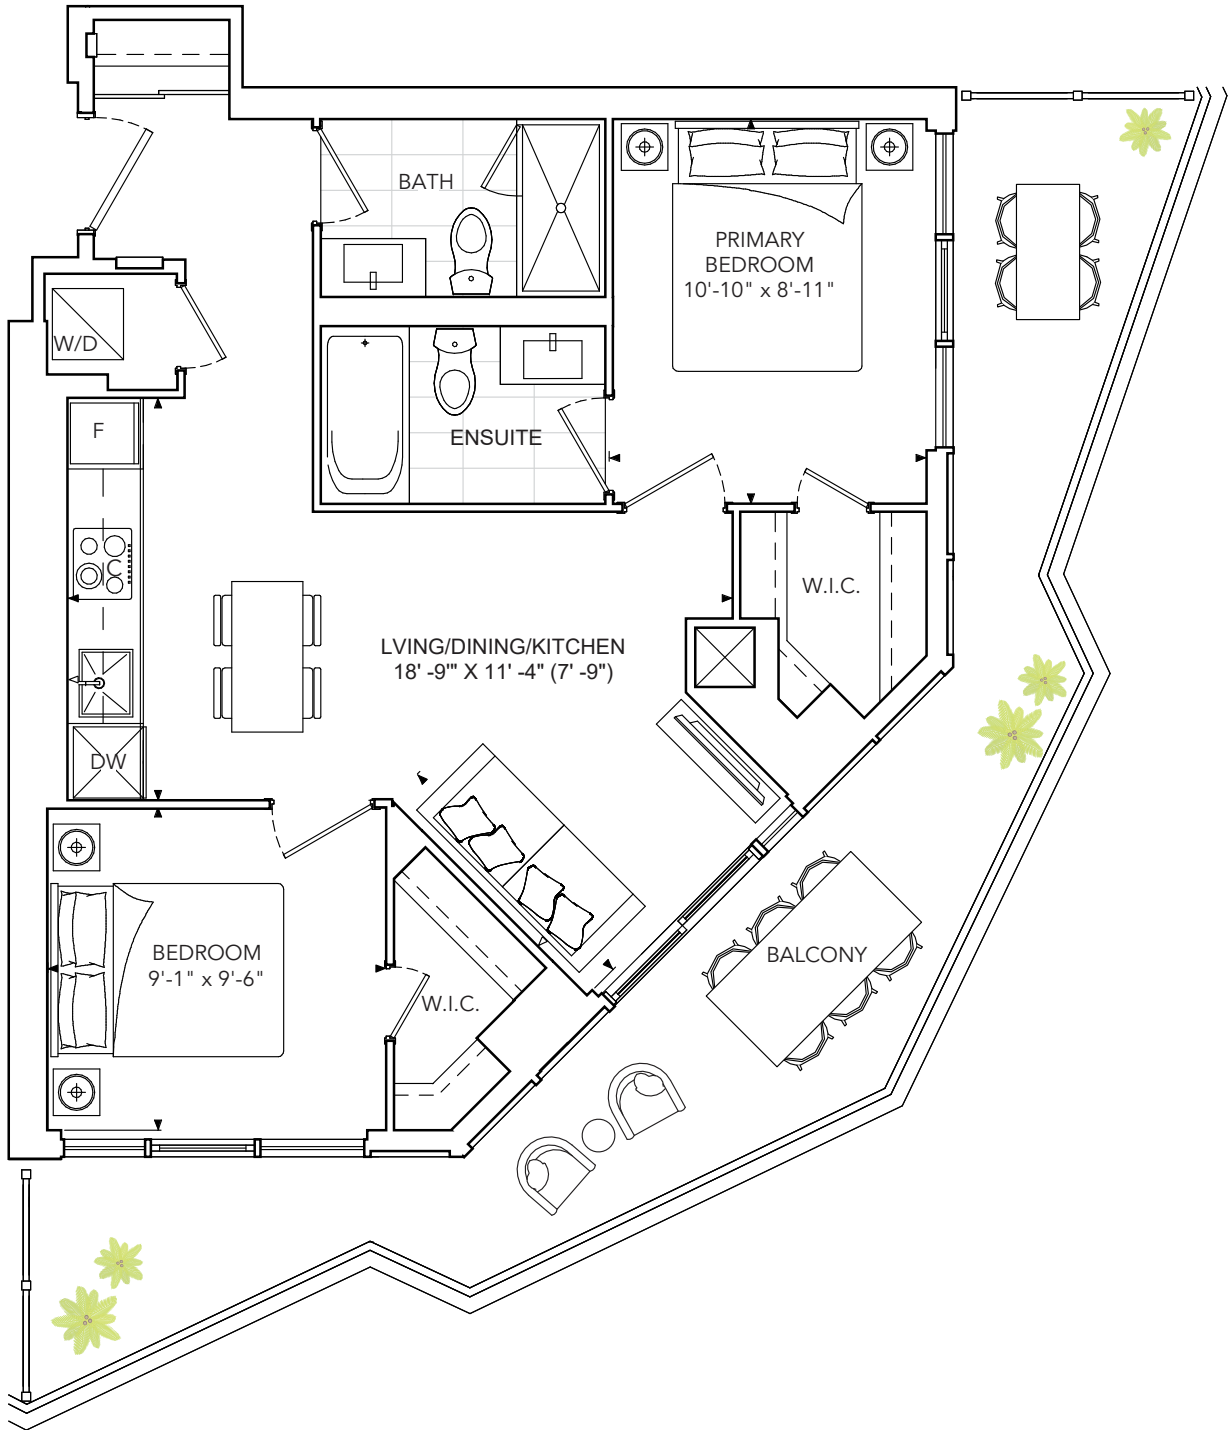 BATH
PRIMARY
BEDROOM
10'-10" x 8'-11"
W/D
F
ENSUITE
C
W.I.C.
LVING/DINING/KITCHEN
18' -9'" X 11' -4" (7' -9")
DW
BEDROOM
9'-1" x 9'-6"
W.I.C.
BALCONY